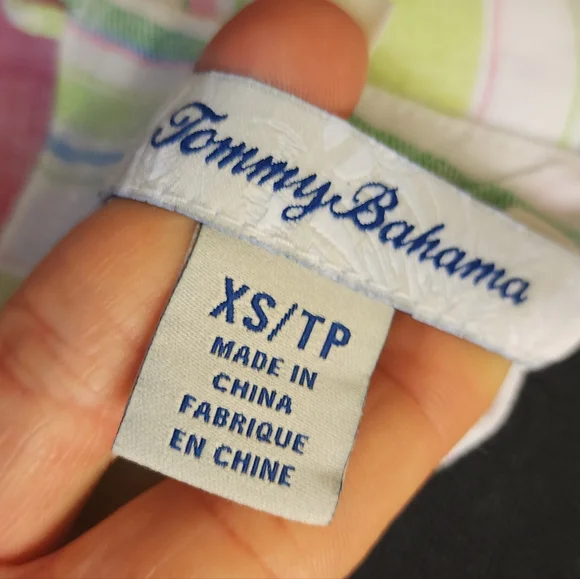 Tommy Bahama
XS/TP
MADE IN
CHINA
FABRIQUE
EN CHINE